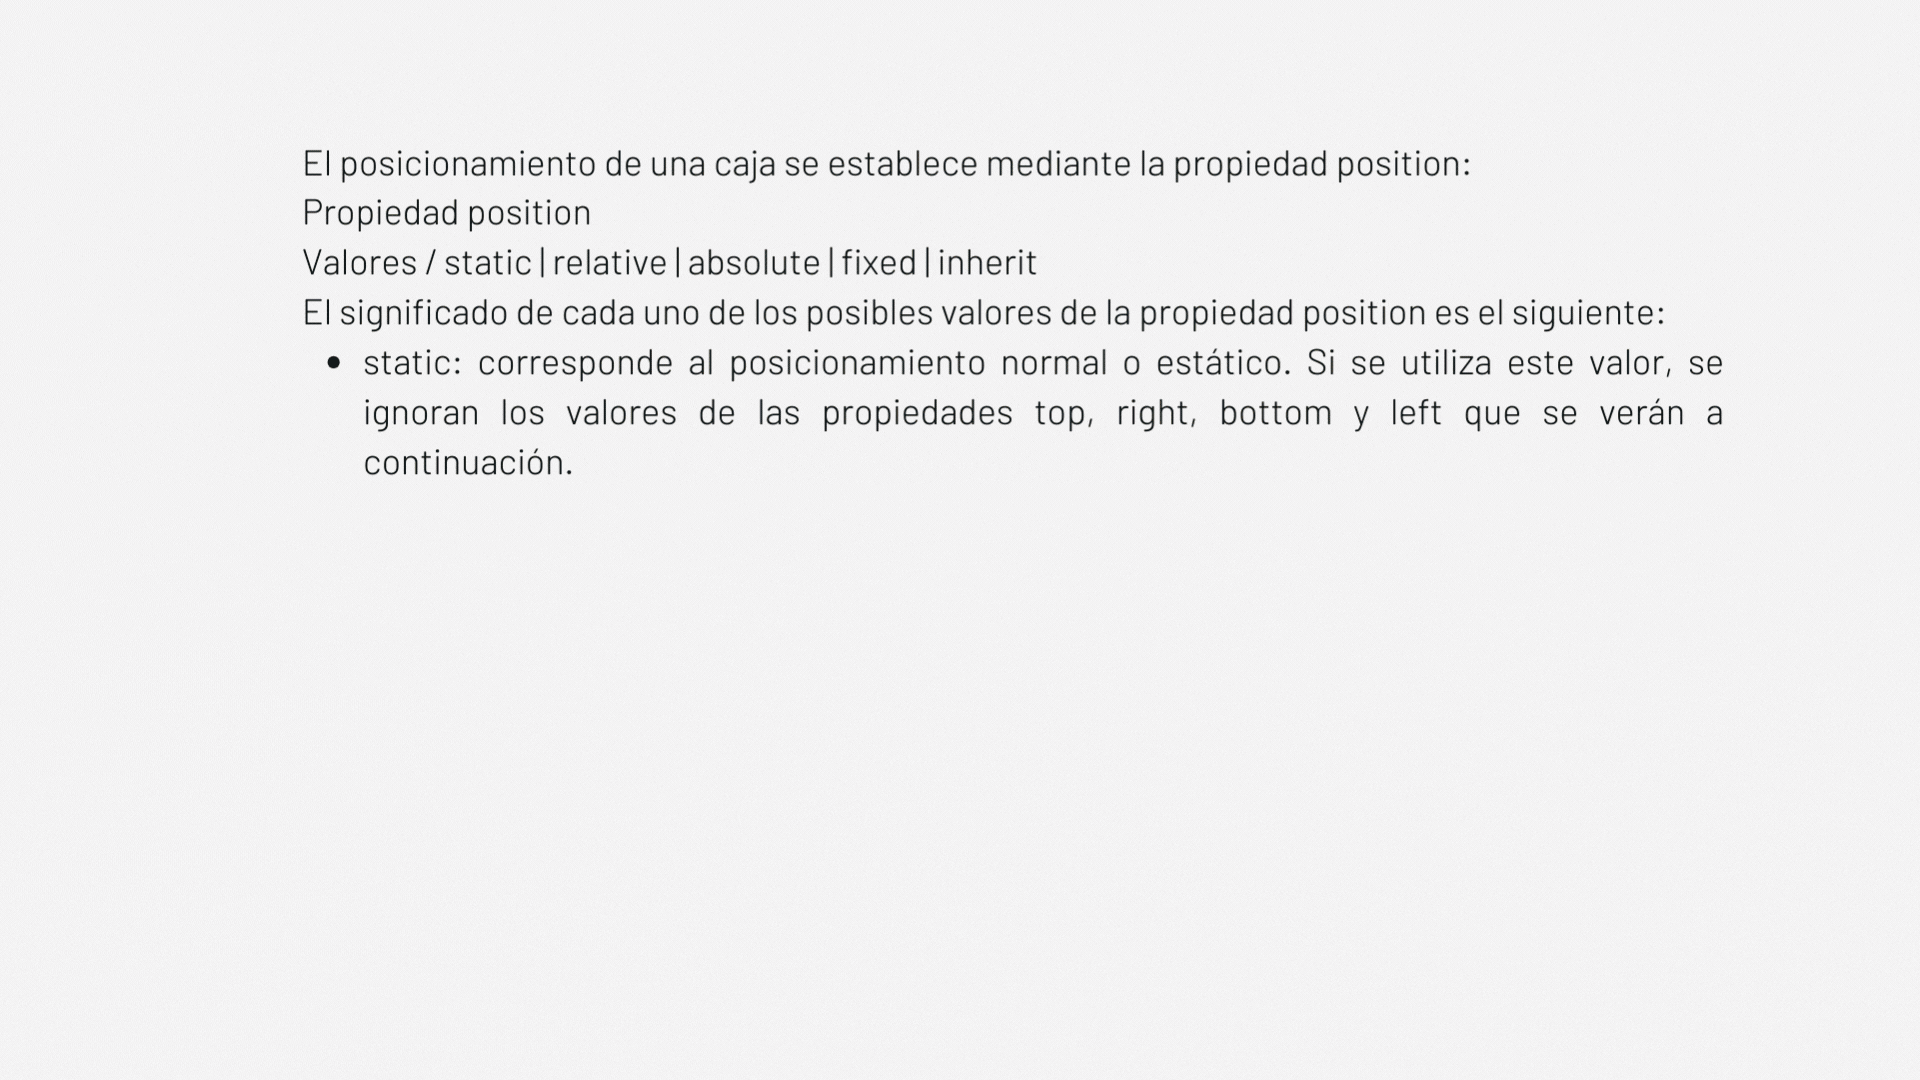 El posicionamiento de una caja se establece mediante la propiedad position:
Propiedad position
Valores / static | relative | absolute | fixed | inherit
El significado de cada uno de los posibles valores de la propiedad position es el siguiente:
• static: corresponde al posicionamiento normal o estático. Si se utiliza este valor, se
ignoran los valores de las propiedades top, right, bottom y left que se verán a
continuación.